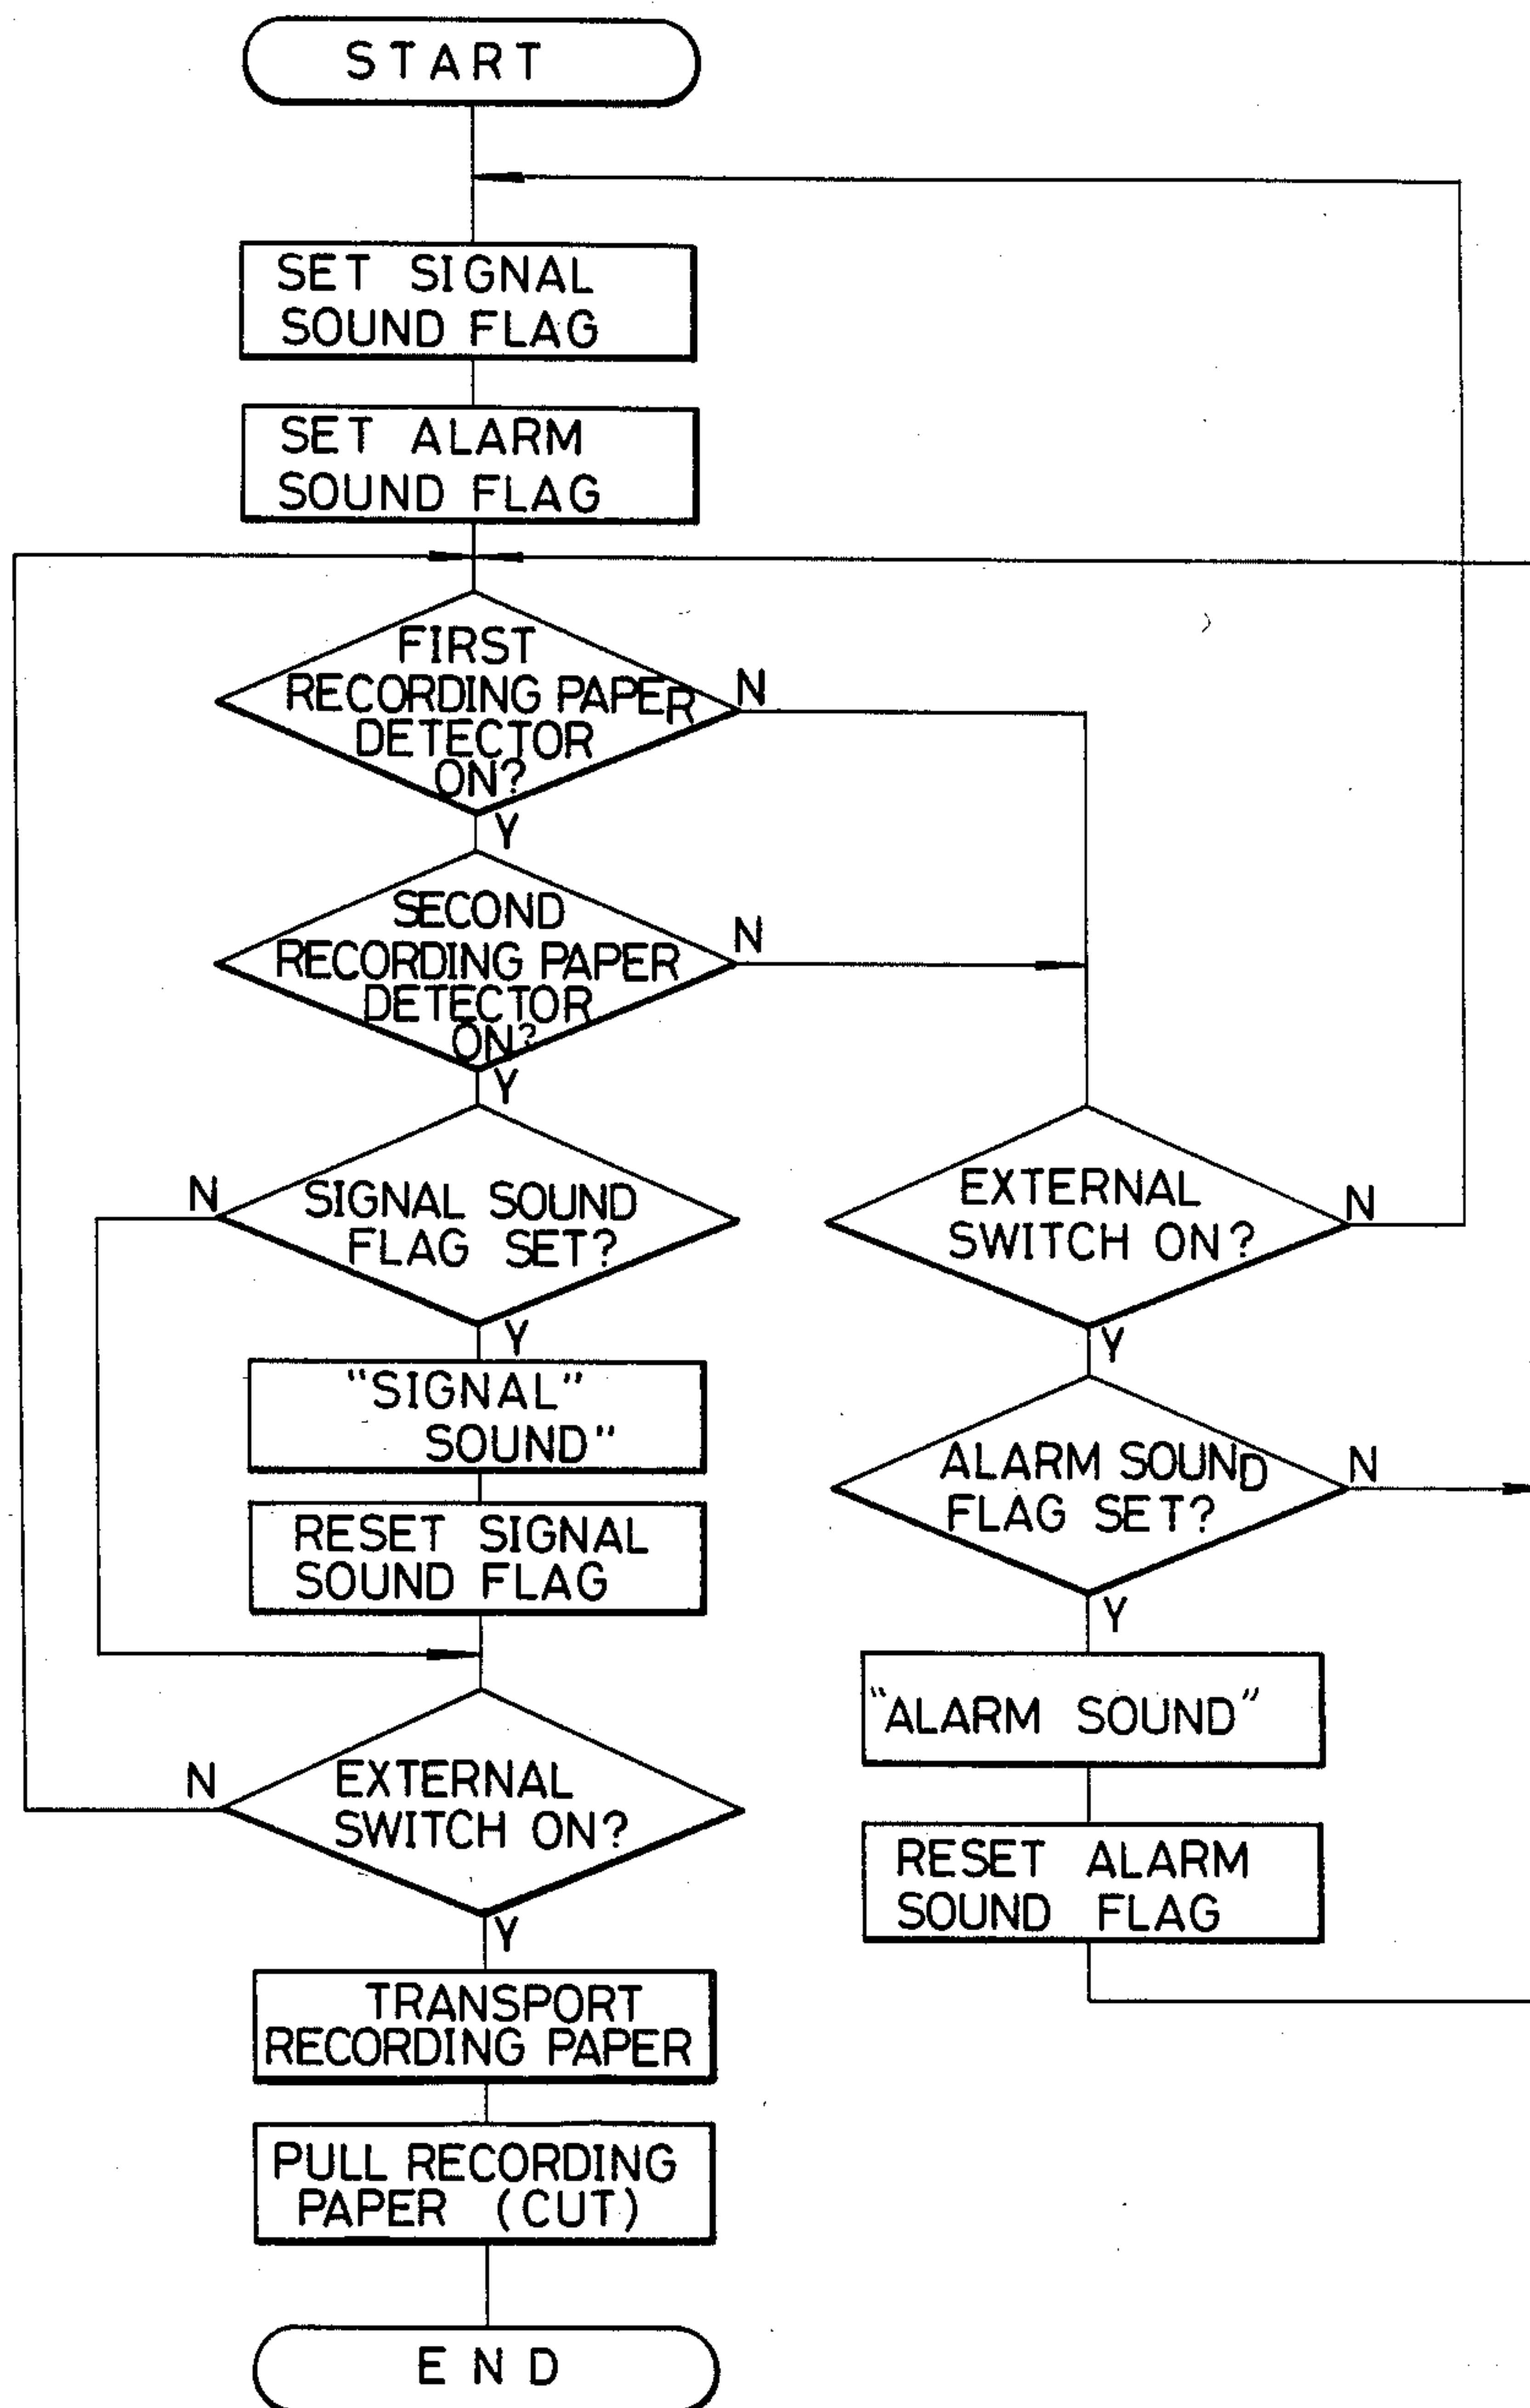 START
SET SIGNAL
SOUND FLAG
SET ALARM
SOUND FLAG
FIRST
RECORDING PAPER
DETECTOR
ON?
N
Y
SECOND
RECORDING PAPER
DETECTOR
ON?
N
Y
N
SIGNAL SOUND
FLAG SET?
Y
"SIGNAL"
SOUND"
RESET SIGNAL
SOUND FLAG
N
EXTERNAL
SWITCH ON?
Y
TRANSPORT
RECORDING PAPER
PULL RECORDING
PAPER (CUT)
END
EXTERNAL
SWITCH ON?
N
Y
ALARM SOUND
FLAG SET?
N
Y
"ALARM SOUND"
RESET ALARM
SOUND FLAG